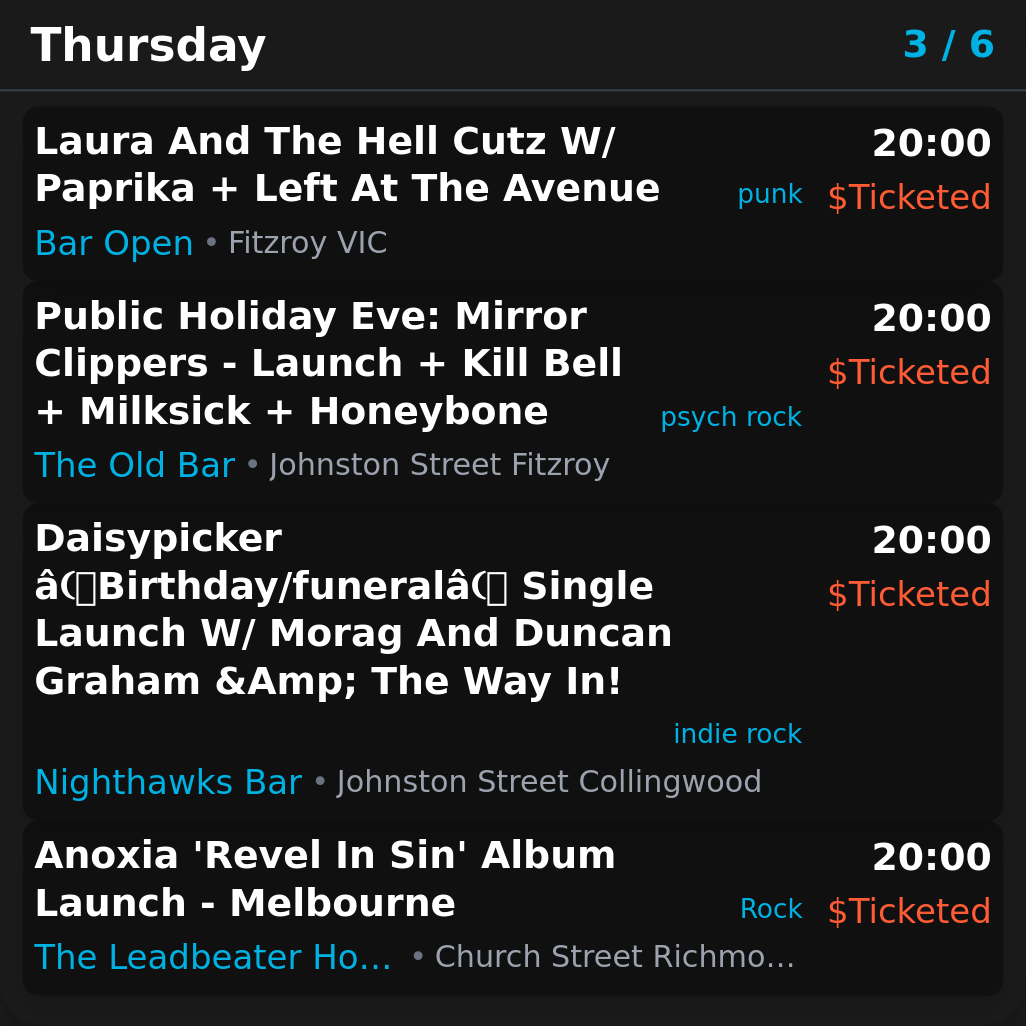 Thursday
3 / 6
Laura And The Hell Cutz W/
Paprika + Left At The Avenue
punk
20:00
$Ticketed
Bar Open • Fitzroy VIC
Public Holiday Eve: Mirror
Clippers - Launch + Kill Bell
+ Milksick + Honeybone
psych rock
20:00
$Ticketed
The Old Bar • Johnston Street Fitzroy
Daisypicker
â(▯Birthday/funeralâ(▯ Single
Launch W/ Morag And Duncan
Graham &Amp; The Way In!
indie rock
20:00
$Ticketed
Nighthawks Bar • Johnston Street Collingwood
Anoxia 'Revel In Sin' Album
Launch - Melbourne
Rock
20:00
$Ticketed
The Leadbeater Ho... • Church Street Richmo...